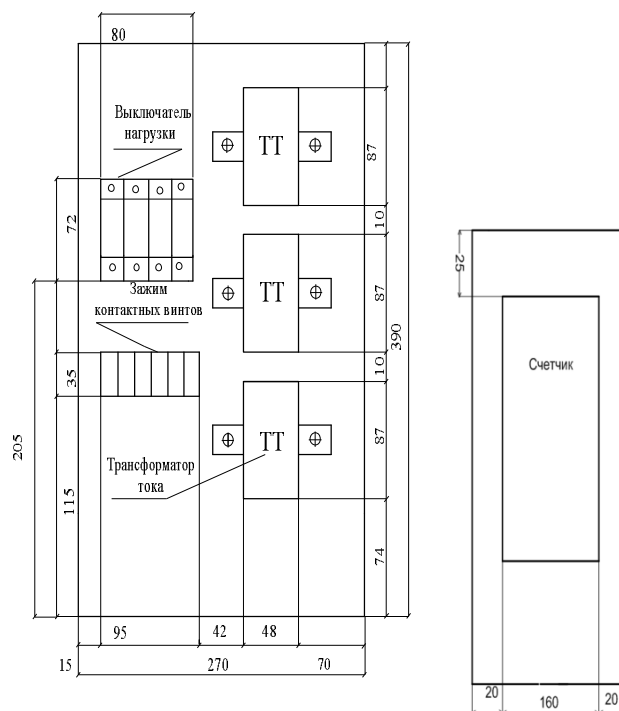 80
Выключатель
нагрузки
ТТ
87
72
10
25
Зажим
контактных винтов
ТТ
87
390
Счетчик
35
10
205
ТТ
87
Трансформатор
тока
115
74
95
42
48
15
270
70
20
160
20